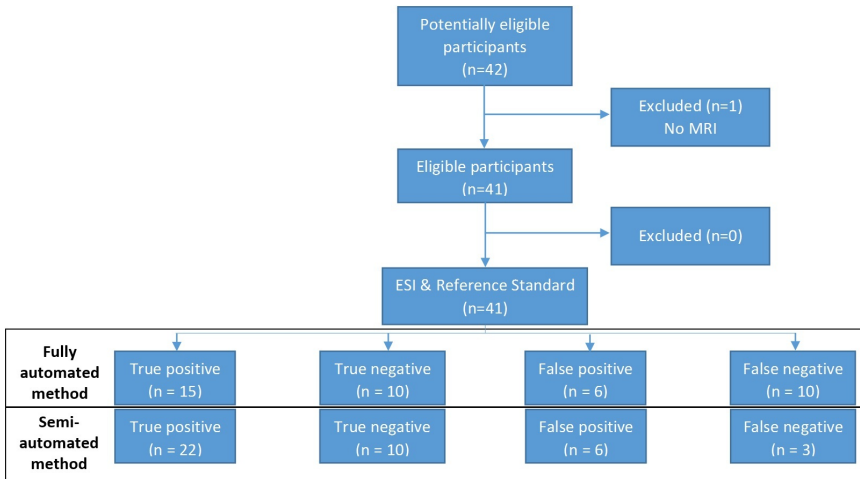 Potentially eligible
participants
(n=42)
Excluded (n=1)
No MRI
Eligible participants
(n=41)
Excluded (n=0)
ESI & Reference Standard
(n=41)
Fully
automated
method
True positive
(n = 15)
True negative
(n = 10)
False positive
(n = 6)
False negative
(n = 10)
Semi-
automated
method
True positive
(n = 22)
True negative
(n = 10)
False positive
(n = 6)
False negative
(n = 3)